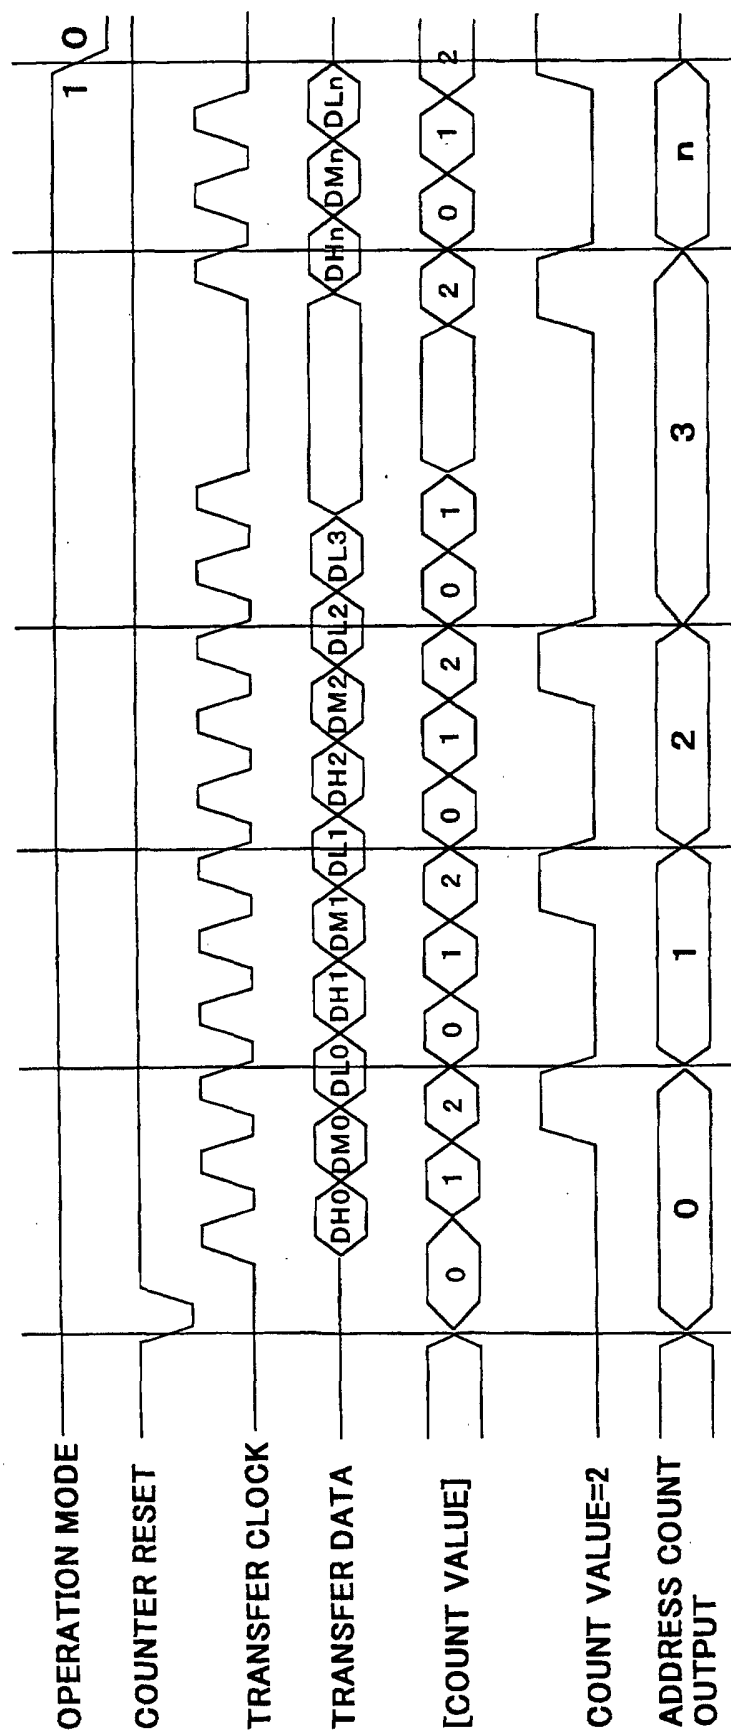 OPERATION MODE
1 0
COUNTER RESET
TRANSFER CLOCK
TRANSFER DATA
DH0 DM0 DL0 DH1 DM1 DL1 DH2 DM2 DL2 DL3 DHn DMn DLn
[COUNT VALUE]
0 1 2 0 1 2 0 1 2 0 1 2 0 1 2
COUNT VALUE=2
ADDRESS COUNT
OUTPUT
0 1 2 3 n